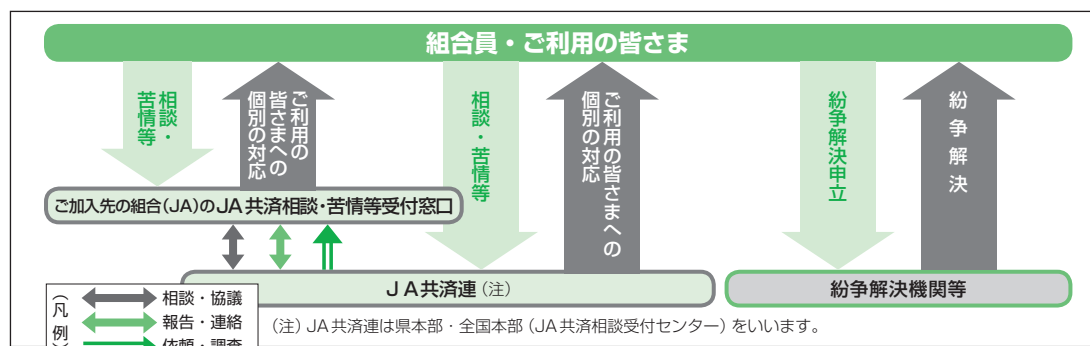 組合員・ご利用の皆さま
相談・
苦情等
ご利用の
皆さまへの
個別の対応
相談・苦情等
ご利用の皆さまへの
個別の対応
紛争解決申立
紛争解決
ご加入先の組合(JA)のJA共済相談・苦情等受付窓口
JA共済連(注)
紛争解決機関等
(凡例)
相談・協議
報告・連絡
依頼・調査
(注)JA共済連は県本部・全国本部(JA共済相談受付センター)をいいます。